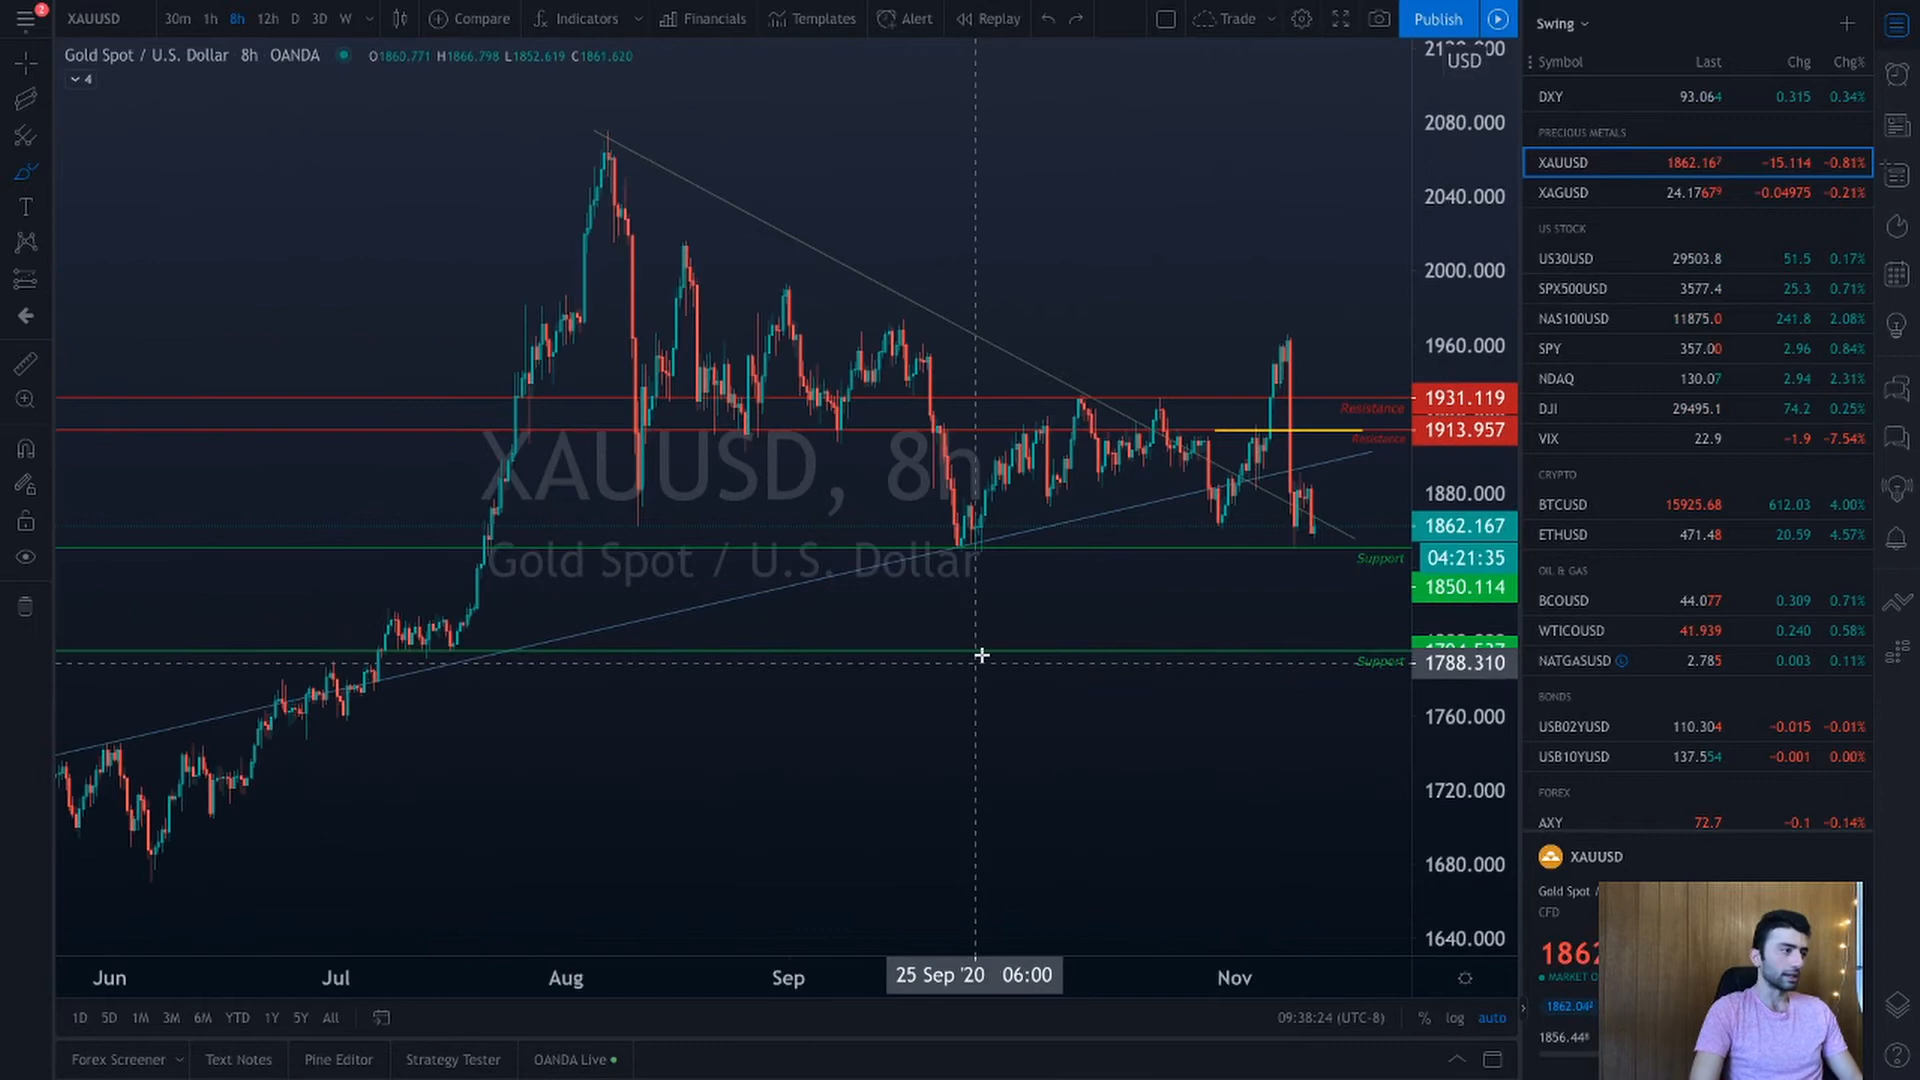 2
XAUUSD 30m 1h 8h 12h D 3D W Compare Indicators Financials Templates Alert Replay Trade Publish
Gold Spot / U.S. Dollar 8h OANDA O1860.771 H1866.798 L1852.619 C1861.620
4
USD
2080.000
2040.000
2000.000
1960.000
Resistance 1931.119
Resistance 1913.957
1880.000
1862.167
Support 04:21:35
1850.114
Support 1788.310
1760.000
1720.000
1680.000
1640.000
XAUUSD, 8h
Gold Spot / U.S. Dollar
Jun Jul Aug Sep 25 Sep '20 06:00 Nov
1D 5D 1M 3M 6M YTD 1Y 5Y All 09:38:24 (UTC-8) % log auto
Forex Screener Text Notes Pine Editor Strategy Tester OANDA Live
Swing
Symbol Last Chg Chg%
DXY 93.064 0.315 0.34%
PRECIOUS METALS
XAUUSD 1862.167 −15.114 −0.81%
XAGUSD 24.1767⁹ −0.04975 −0.21%
US STOCK
US30USD 29503.8 51.5 0.17%
SPX500USD 3577.4 25.3 0.71%
NAS100USD 11875.0 241.8 2.08%
SPY 357.00 2.96 0.84%
NDAQ 130.07 2.94 2.31%
DJI 29495.1 74.2 0.25%
VIX 22.9 −1.9 −7.54%
CRYPTO
BTCUSD 15925.68 612.03 4.00%
ETHUSD 471.48 20.59 4.57%
OIL & GAS
BCOUSD 44.077 0.309 0.71%
WTICOUSD 41.939 0.240 0.58%
NATGASUSD L 2.785 0.003 0.11%
BONDS
USB02YUSD 110.304 −0.015 −0.01%
USB10YUSD 137.554 −0.001 0.00%
FOREX
AXY 72.7 −0.1 −0.14%
XAUUSD
Gold Spot /
CFD
1862
MARKET
1862.04²
1856.44⁸